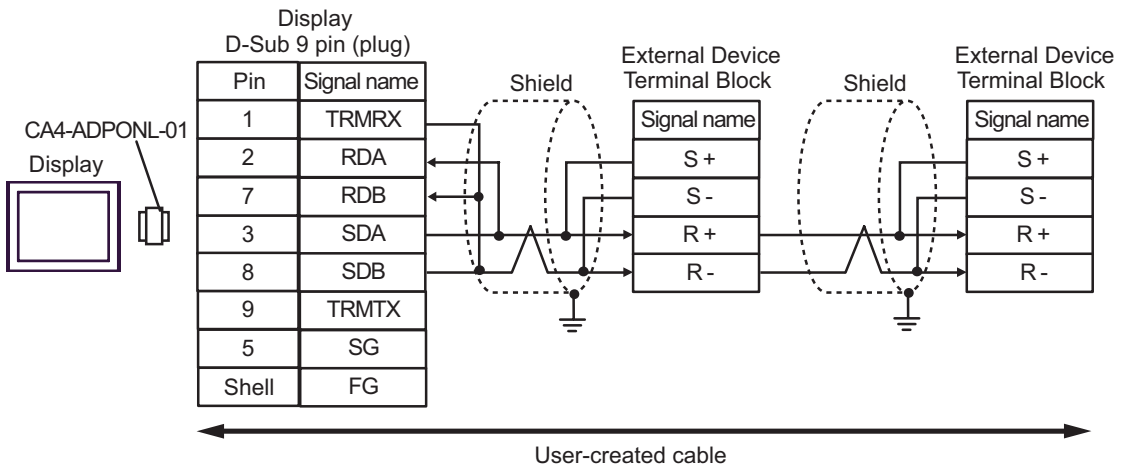 Display
D-Sub 9 pin (plug)
Pin Signal name
1 TRMRX
2 RDA
7 RDB
3 SDA
8 SDB
9 TRMTX
5 SG
Shell FG
CA4-ADPONL-01
Display
Shield
External Device
Terminal Block
Signal name
S +
S -
R +
R -
Shield
External Device
Terminal Block
Signal name
S +
S -
R +
R -
User-created cable